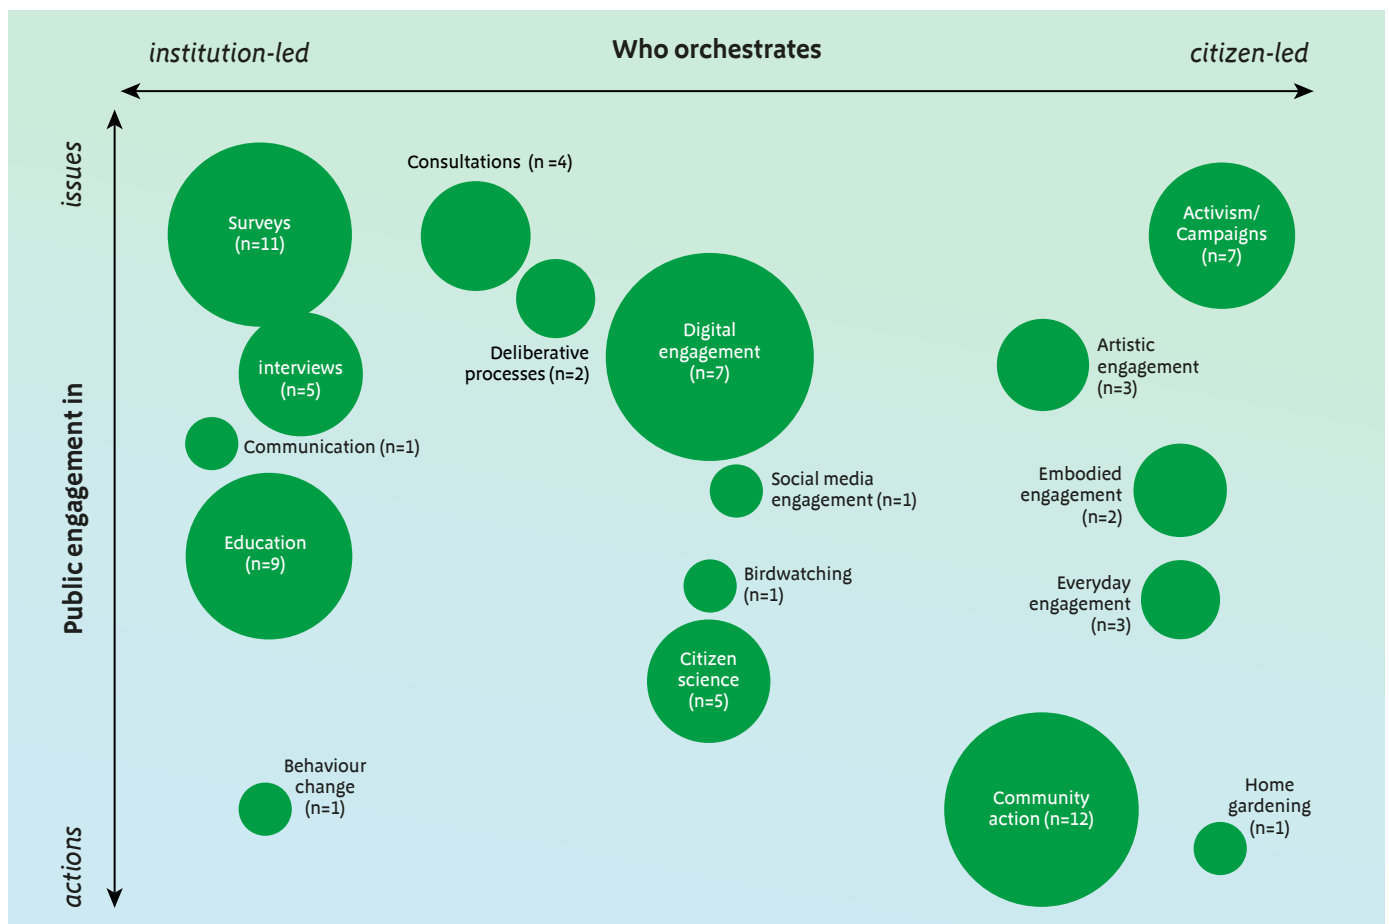 institution-led
Who orchestrates
citizen-led
issues
Public engagement in
actions
Surveys
(n=11)
Consultations (n =4)
Activism/
Campaigns
(n=7)
Deliberative
processes (n=2)
Digital
engagement
(n=7)
Artistic
engagement
(n=3)
interviews
(n=5)
Communication (n=1)
Social media
engagement (n=1)
Embodied
engagement
(n=2)
Education
(n=9)
Birdwatching
(n=1)
Everyday
engagement
(n=3)
Citizen
science
(n=5)
Behaviour
change
(n=1)
Community
action (n=12)
Home
gardening
(n=1)